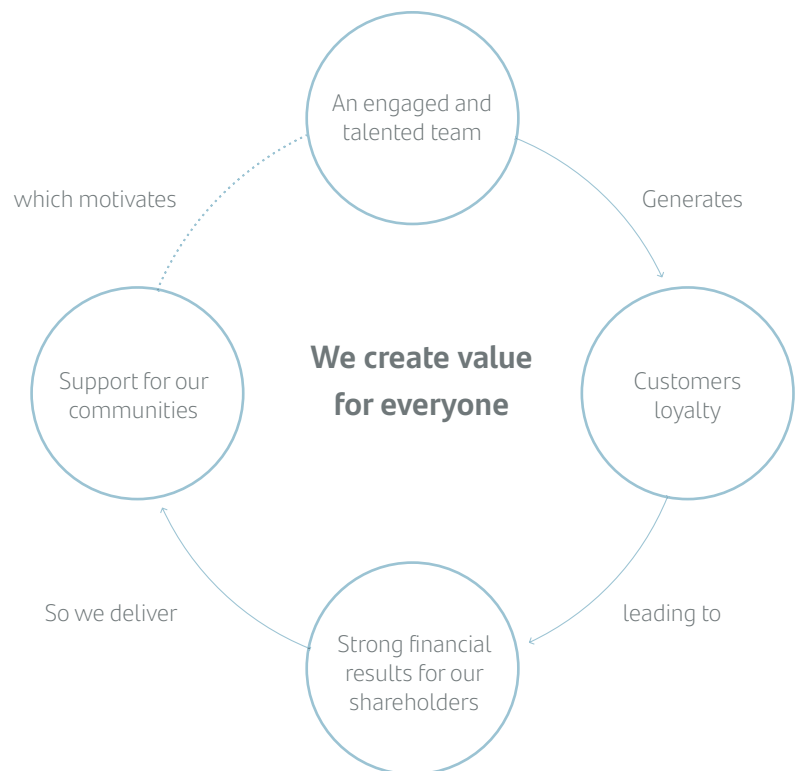 An engaged and
talented team
which motivates
Generates
We create value
for everyone
Support for our
communities
Customers
loyalty
So we deliver
leading to
Strong financial
results for our
shareholders